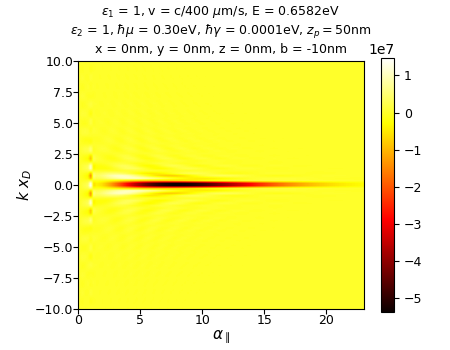 ε₁ = 1, v = c/400 μm/s, E = 0.6582eV
ε₂ = 1, ħμ = 0.30eV, ħγ = 0.0001eV, zₚ = 50nm
x = 0nm, y = 0nm, z = 0nm, b = -10nm
1e7
10.0
7.5
5.0
2.5
0.0
−2.5
−5.0
−7.5
−10.0
k x_D
0 5 10 15 20
α∥
1
0
−1
−2
−3
−4
−5